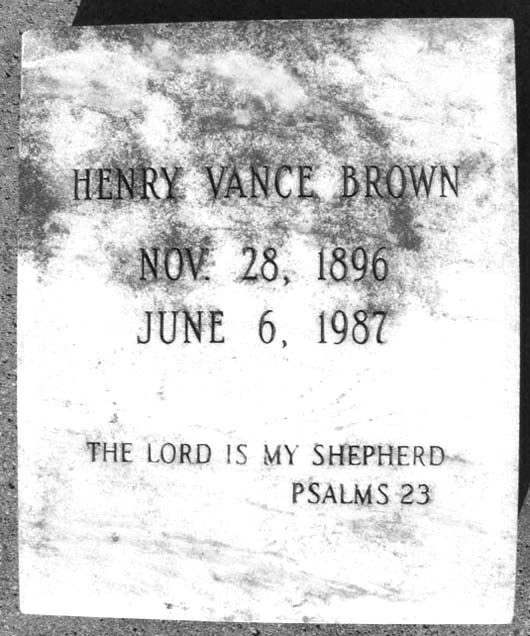 HENRY VANCE BROWN
NOV. 28, 1896
JUNE 6, 1987
THE LORD IS MY SHEPHERD
PSALMS 23